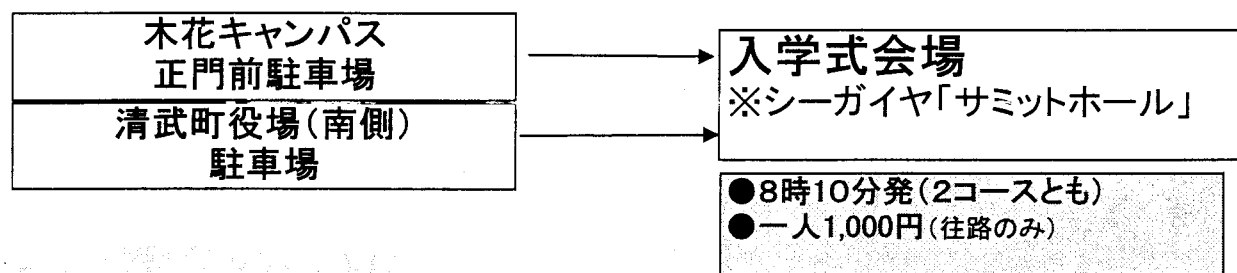 木花キャンパス
正門前駐車場
清武町役場(南側)
駐車場
入学式会場
※シーガイヤ「サミットホール」
●8時10分発(2コースとも)
●一人1,000円(往路のみ)